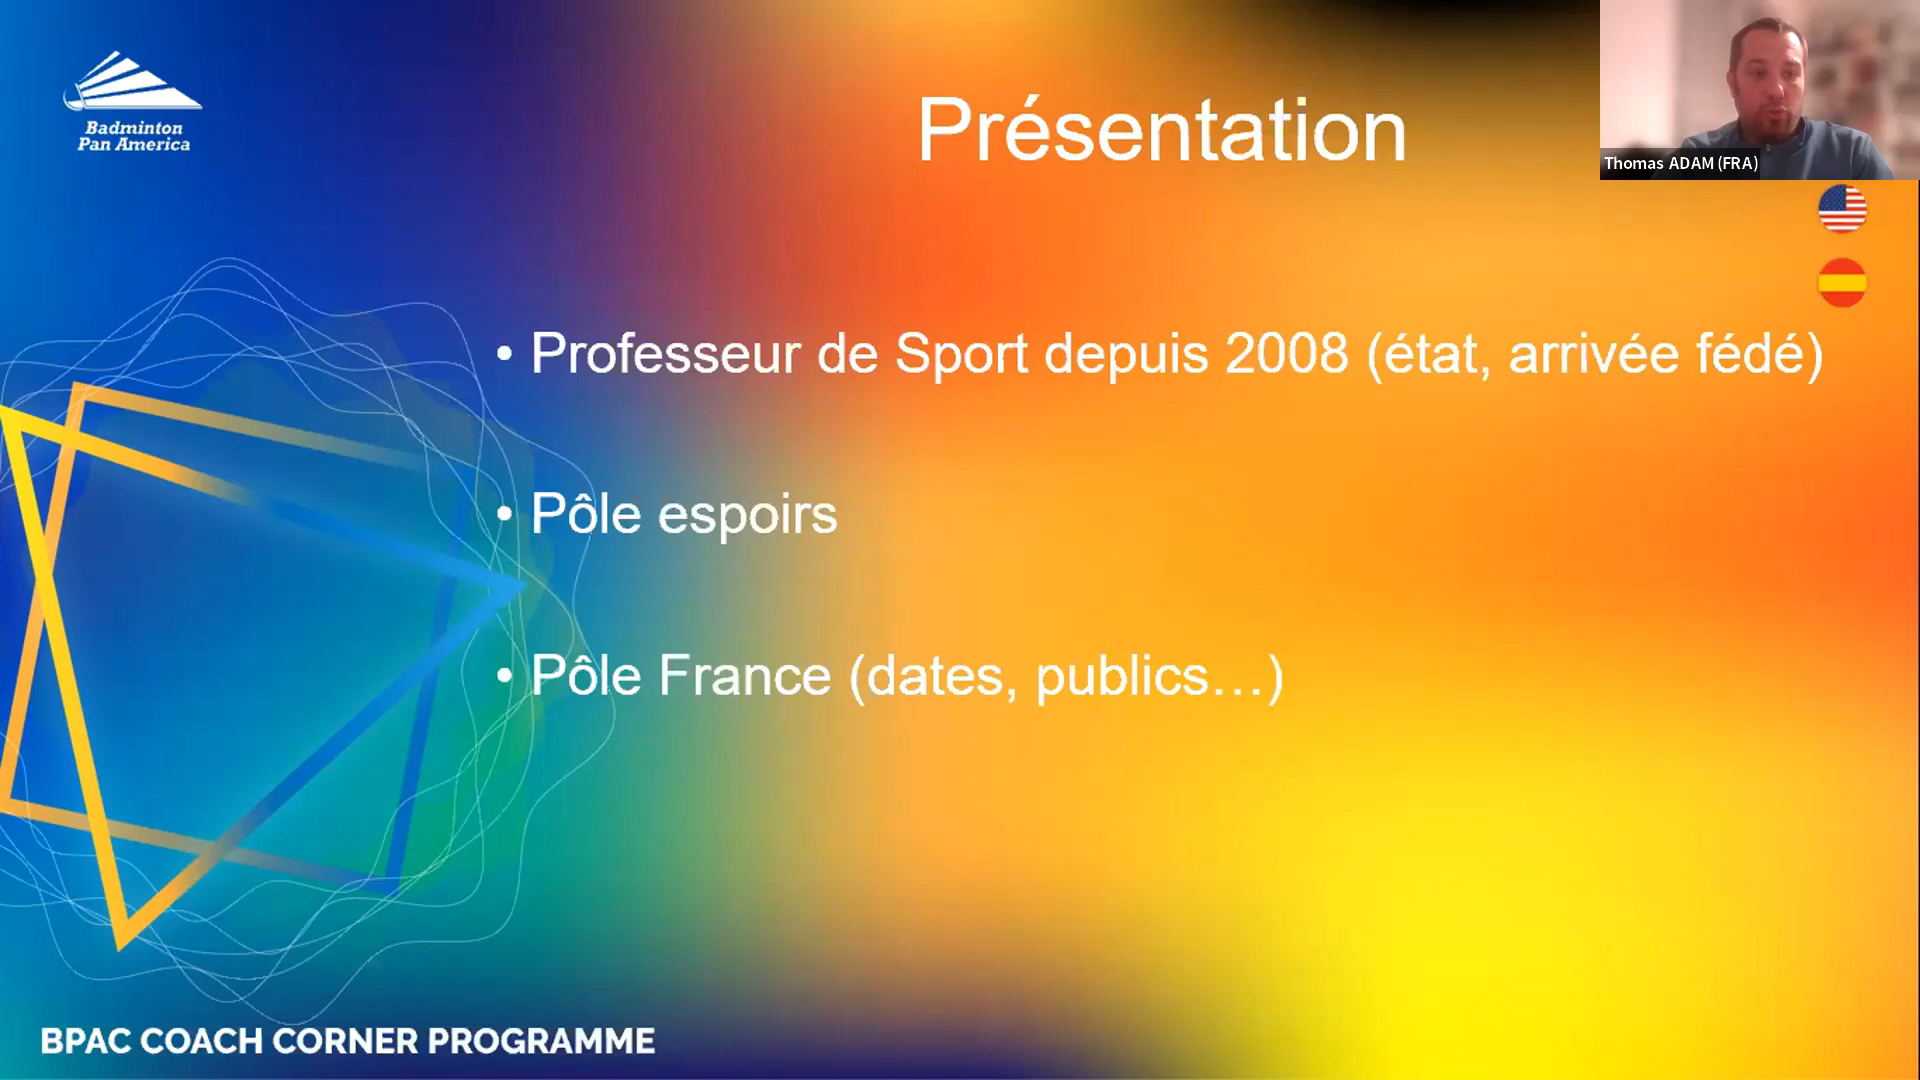 Badminton
Pan America
Présentation
Thomas ADAM (FRA)
• Professeur de Sport depuis 2008 (état, arrivée fédé)
• Pôle espoirs
• Pôle France (dates, publics…)
BPAC COACH CORNER PROGRAMME